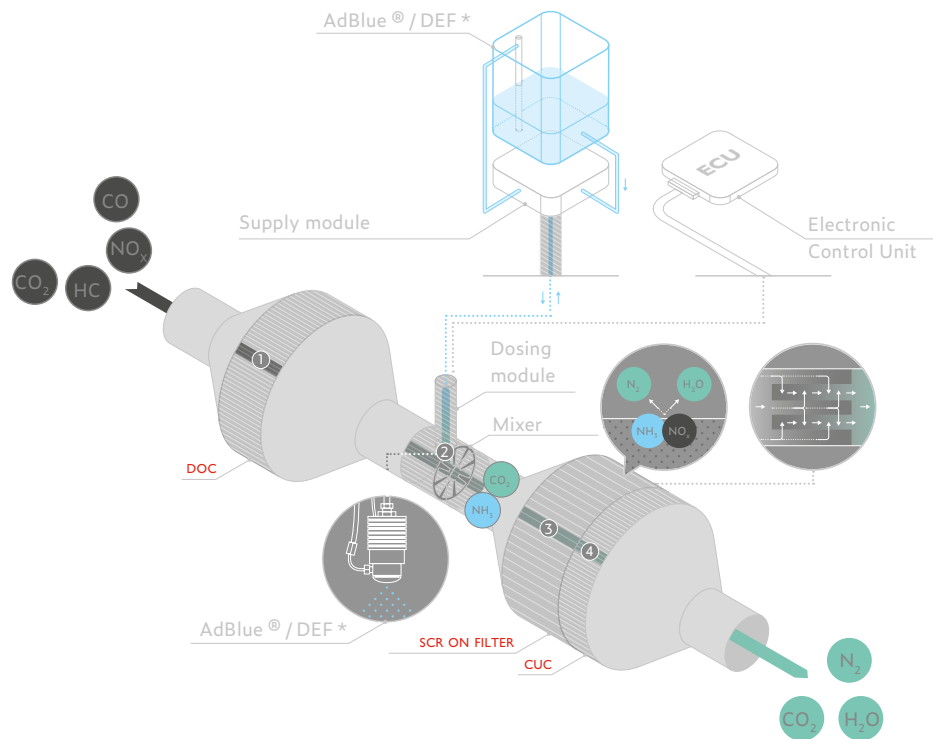 AdBlue ® / DEF *
ECU
Supply module
Electronic
Control Unit
CO
NOx
CO2
HC
1
Dosing
module
Mixer
N2
H2O
NH3
NOx
2
CO2
NH3
DOC
3
4
AdBlue ® / DEF *
SCR ON FILTER
CUC
N2
CO2
H2O